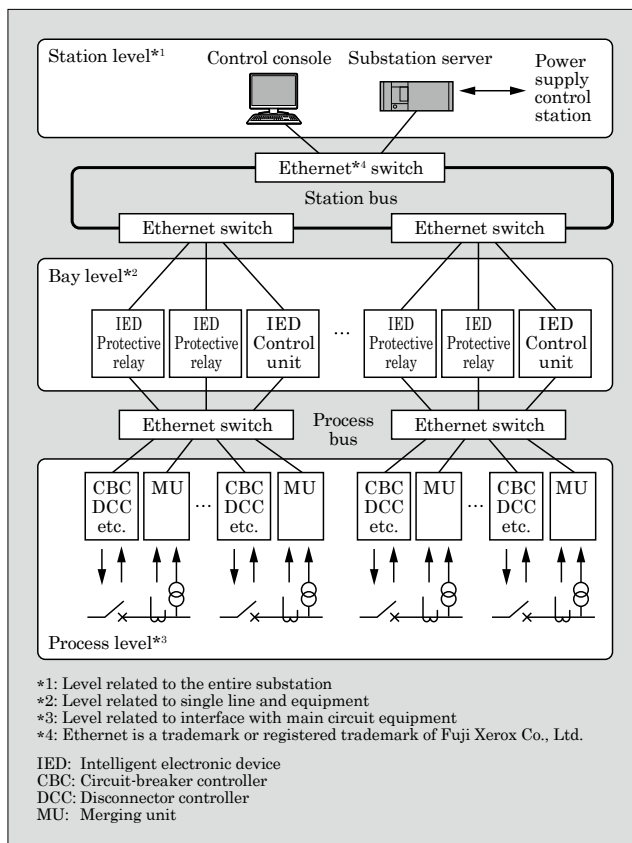 Station level*1
Control console
Substation server
Power
supply
control
station
Ethernet*4 switch
Station bus
Ethernet switch
Ethernet switch
Bay level*2
IED
Protective
relay
IED
Protective
relay
IED
Control
unit
...
IED
Protective
relay
IED
Protective
relay
IED
Control
unit
Ethernet switch
Process
bus
Ethernet switch
CBC
DCC
etc.
MU
...
CBC
DCC
etc.
MU
CBC
DCC
etc.
MU
...
CBC
DCC
etc.
MU
Process level*3
*1: Level related to the entire substation
*2: Level related to single line and equipment
*3: Level related to interface with main circuit equipment
*4: Ethernet is a trademark or registered trademark of Fuji Xerox Co., Ltd.
IED: Intelligent electronic device
CBC: Circuit-breaker controller
DCC: Disconnector controller
MU: Merging unit